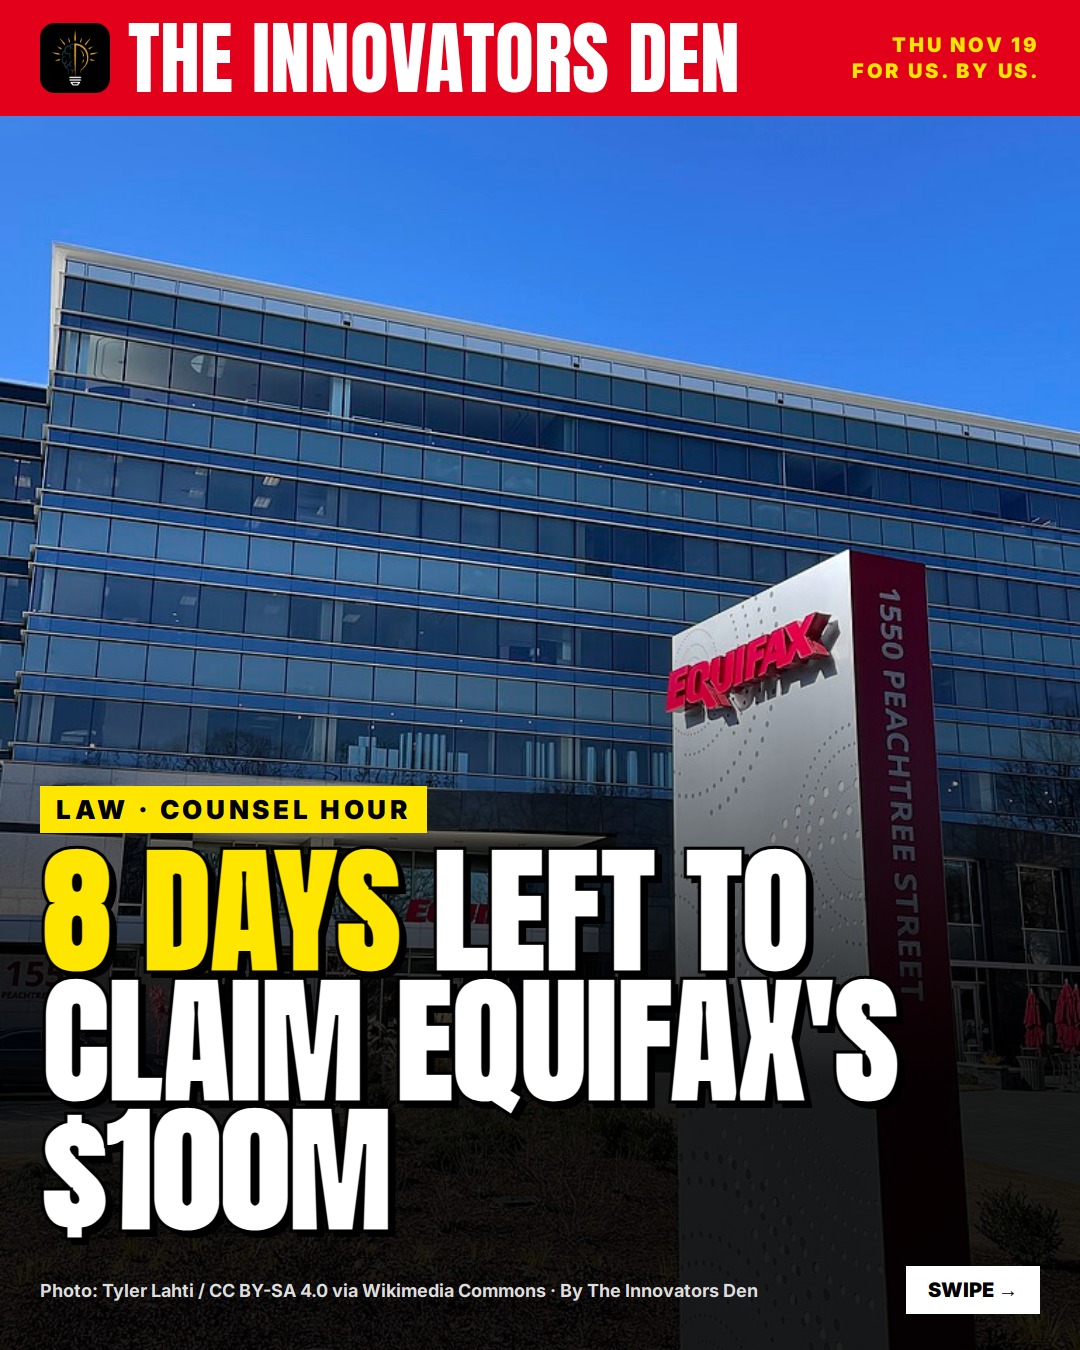 THE INNOVATORS DEN
THU NOV 19
FOR US. BY US.
EQUIFAX
1550 PEACHTREE STREET
LAW · COUNSEL HOUR
8 DAYS LEFT TO
CLAIM EQUIFAX'S
$100M
Photo: Tyler Lahti / CC BY-SA 4.0 via Wikimedia Commons · By The Innovators Den
SWIPE →